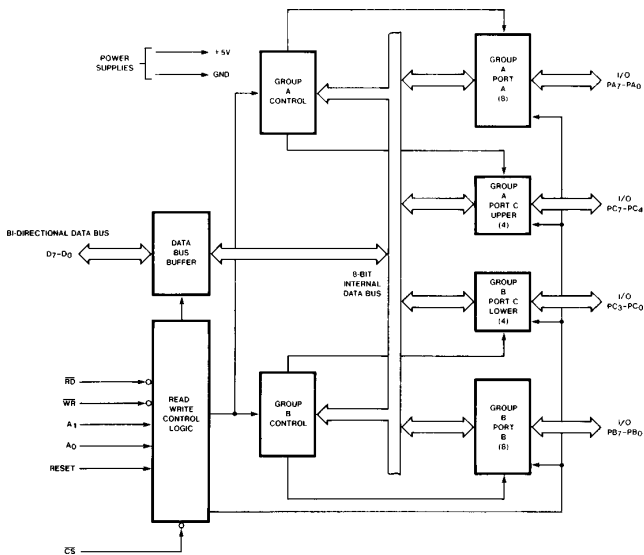 POWER
SUPPLIES
+5V
GND
GROUP
A
CONTROL
GROUP
A
PORT
A
(8)
I/O
PA7-PA0
GROUP
A
PORT C
UPPER
(4)
I/O
PC7-PC4
BI-DIRECTIONAL DATA BUS
D7-D0
DATA
BUS
BUFFER
8-BIT
INTERNAL
DATA BUS
GROUP
B
PORT C
LOWER
(4)
I/O
PC3-PC0
RD
WR
A1
A0
RESET
CS
READ
WRITE
CONTROL
LOGIC
GROUP
B
CONTROL
GROUP
B
PORT
B
(8)
I/O
PB7-PB0